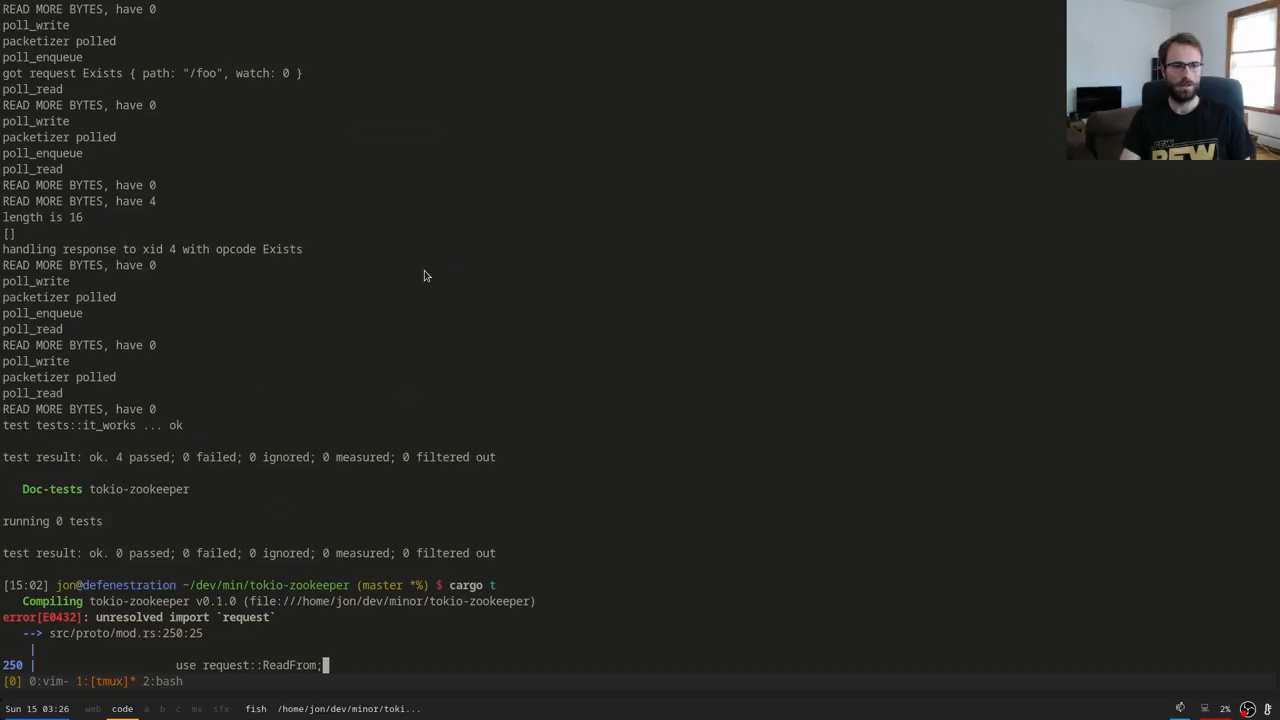 READ MORE BYTES, have 0
poll_write
packetizer polled
poll_enqueue
got request Exists { path: "/foo", watch: 0 }
poll_read
READ MORE BYTES, have 0
poll_write
packetizer polled
poll_enqueue
poll_read
READ MORE BYTES, have 0
READ MORE BYTES, have 4
length is 16
[]
handling response to xid 4 with opcode Exists
READ MORE BYTES, have 0
poll_write
packetizer polled
poll_enqueue
poll_read
READ MORE BYTES, have 0
poll_write
packetizer polled
poll_read
READ MORE BYTES, have 0
test tests::it_works ... ok
test result: ok. 4 passed; 0 failed; 0 ignored; 0 measured; 0 filtered out
Doc-tests tokio-zookeeper
running 0 tests
test result: ok. 0 passed; 0 failed; 0 ignored; 0 measured; 0 filtered out
[15:02] jon@defenestration ~/dev/min/tokio-zookeeper (master *%) $ cargo t
Compiling tokio-zookeeper v0.1.0 (file:///home/jon/dev/minor/tokio-zookeeper)
error[E0432]: unresolved import `request`
--> src/proto/mod.rs:250:25
|
250 | use request::ReadFrom;
[0] 0:vim- 1:[tmux]* 2:bash
Sun 15 03:26 web code a b c mx sfx fish /home/jon/dev/minor/toki... 2%
PEW
PEW